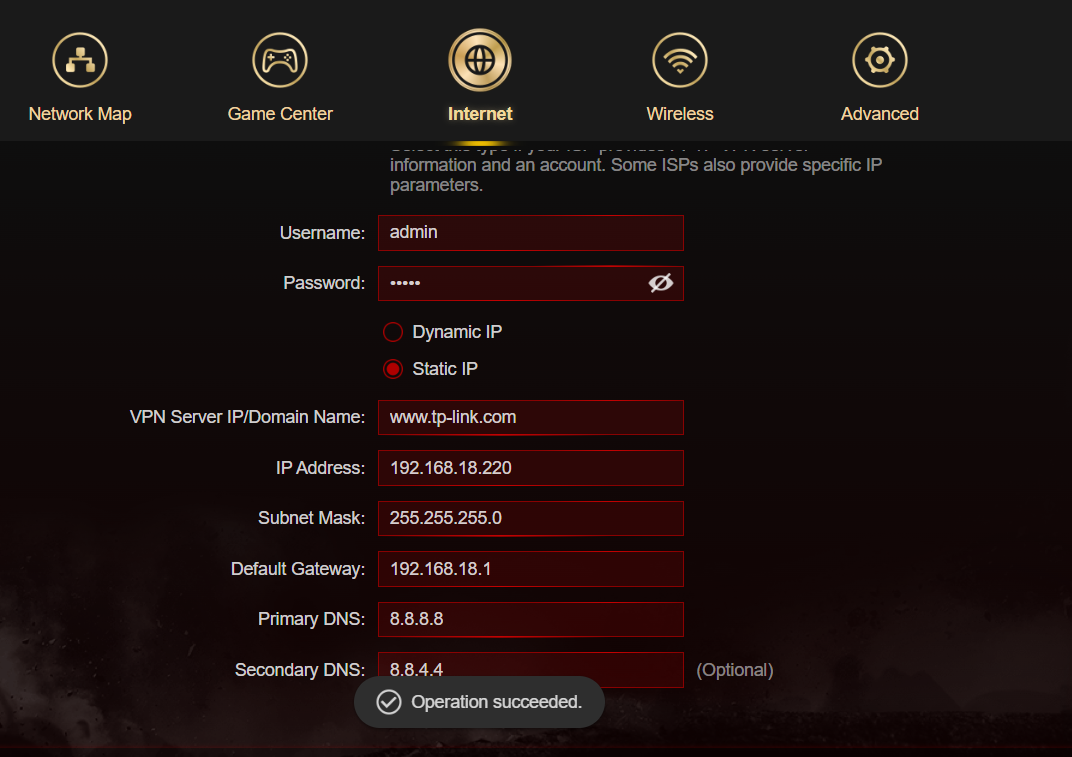 Network Map
Game Center
Internet
Wireless
Advanced
information and an account. Some ISPs also provide specific IP
parameters.
Username: admin
Password: •••••
Dynamic IP
Static IP
VPN Server IP/Domain Name: www.tp-link.com
IP Address: 192.168.18.220
Subnet Mask: 255.255.255.0
Default Gateway: 192.168.18.1
Primary DNS: 8.8.8.8
Secondary DNS: 8.8.4.4 (Optional)
Operation succeeded.